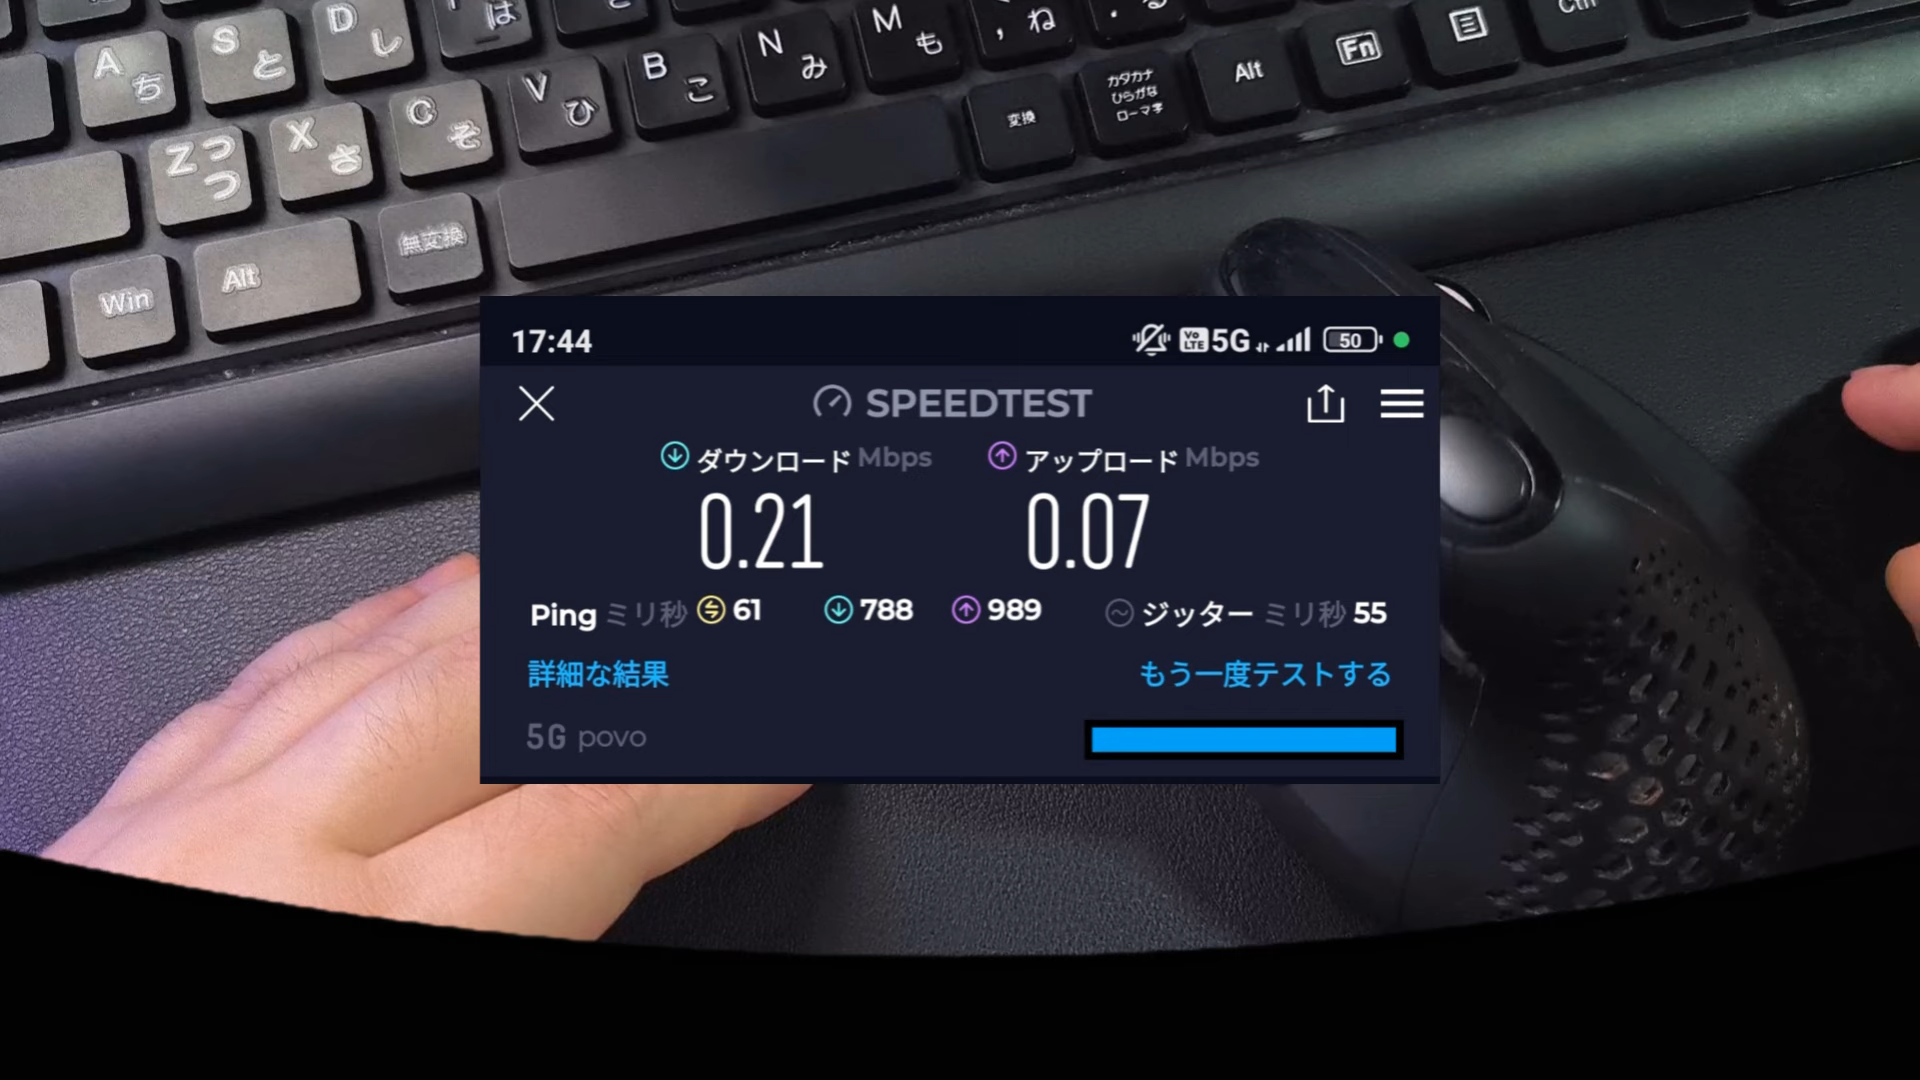 A ち S と D し は M も , ね
Z っ つ X さ C そ V ひ B こ N み 変換 カタカナ ひらがな ローマ字 Alt Fn Ctrl
Win Alt 無変換
17:44 VoLTE 5G 50
SPEEDTEST
ダウンロード Mbps アップロード Mbps
0.21 0.07
Ping ミリ秒 61 788 989 ジッター ミリ秒 55
詳細な結果 もう一度テストする
5G povo